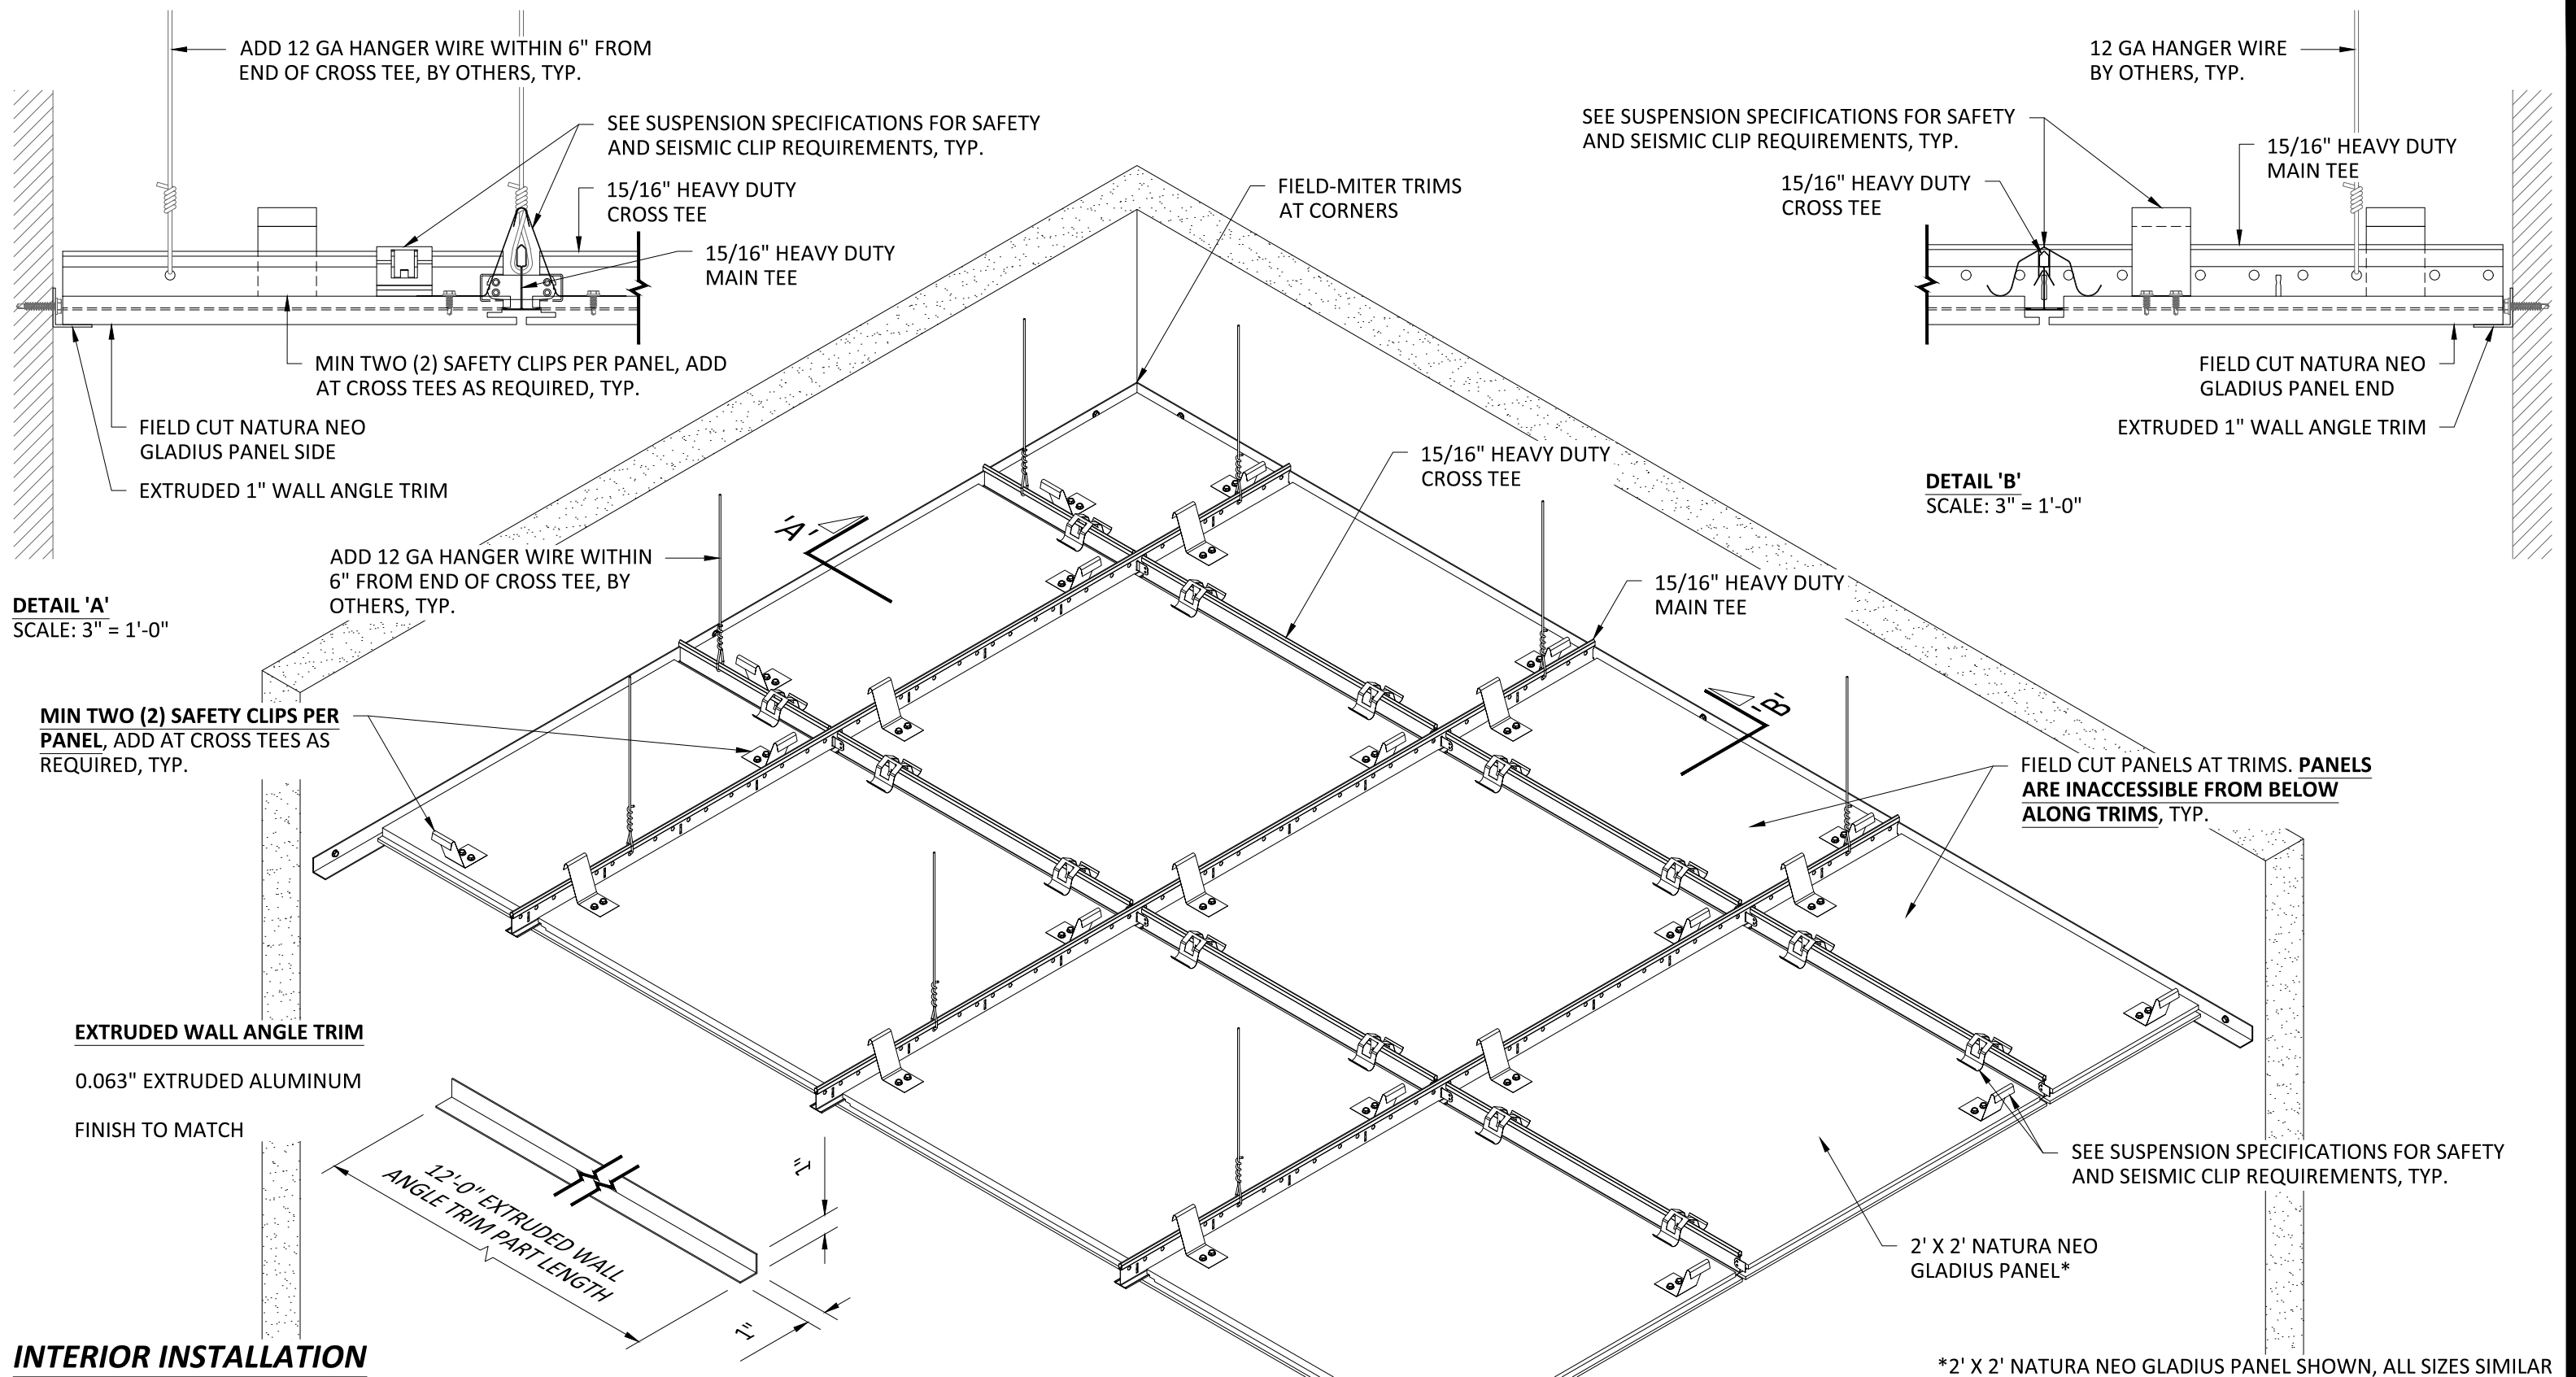 ADD 12 GA HANGER WIRE WITHIN 6" FROM
END OF CROSS TEE, BY OTHERS, TYP.
SEE SUSPENSION SPECIFICATIONS FOR SAFETY
AND SEISMIC CLIP REQUIREMENTS, TYP.
15/16" HEAVY DUTY
CROSS TEE
15/16" HEAVY DUTY
MAIN TEE
MIN TWO (2) SAFETY CLIPS PER PANEL, ADD
AT CROSS TEES AS REQUIRED, TYP.
FIELD CUT NATURA NEO
GLADIUS PANEL SIDE
EXTRUDED 1" WALL ANGLE TRIM
DETAIL 'A'
SCALE: 3" = 1'-0"
12 GA HANGER WIRE
BY OTHERS, TYP.
SEE SUSPENSION SPECIFICATIONS FOR SAFETY
AND SEISMIC CLIP REQUIREMENTS, TYP.
15/16" HEAVY DUTY
MAIN TEE
15/16" HEAVY DUTY
CROSS TEE
FIELD CUT NATURA NEO
GLADIUS PANEL END
EXTRUDED 1" WALL ANGLE TRIM
DETAIL 'B'
SCALE: 3" = 1'-0"
FIELD-MITER TRIMS
AT CORNERS
15/16" HEAVY DUTY
CROSS TEE
'A'
ADD 12 GA HANGER WIRE WITHIN
6" FROM END OF CROSS TEE, BY
OTHERS, TYP.
15/16" HEAVY DUTY
MAIN TEE
'B'
MIN TWO (2) SAFETY CLIPS PER
PANEL, ADD AT CROSS TEES AS
REQUIRED, TYP.
FIELD CUT PANELS AT TRIMS. PANELS
ARE INACCESSIBLE FROM BELOW
ALONG TRIMS, TYP.
EXTRUDED WALL ANGLE TRIM
0.063" EXTRUDED ALUMINUM
FINISH TO MATCH
12'-0" EXTRUDED WALL
ANGLE TRIM PART LENGTH
1"
1"
SEE SUSPENSION SPECIFICATIONS FOR SAFETY
AND SEISMIC CLIP REQUIREMENTS, TYP.
2' X 2' NATURA NEO
GLADIUS PANEL*
INTERIOR INSTALLATION
*2' X 2' NATURA NEO GLADIUS PANEL SHOWN, ALL SIZES SIMILAR